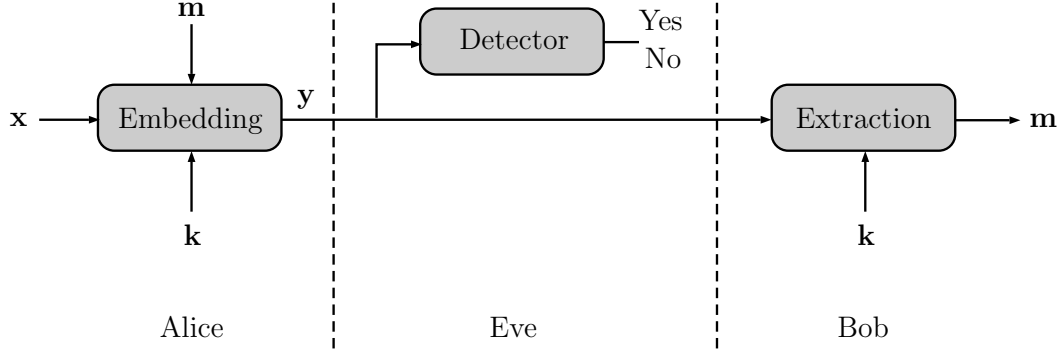 m
Yes
Detector
No
x
Embedding
y
Extraction
m
k
k
Alice
Eve
Bob